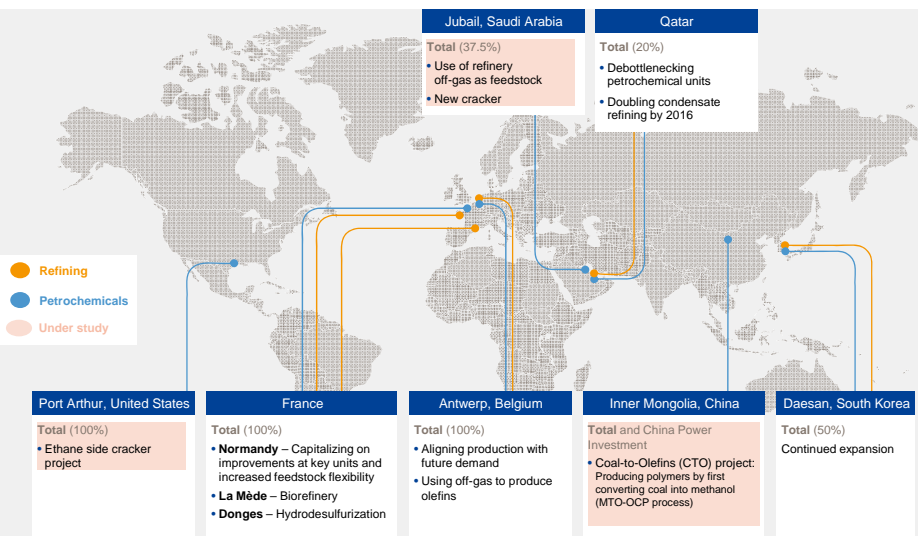 Jubail, Saudi Arabia
Total (37.5%)
• Use of refinery
off-gas as feedstock
• New cracker
Qatar
Total (20%)
• Debottlenecking
petrochemical units
• Doubling condensate
refining by 2016
Refining
Petrochemicals
Under study
Port Arthur, United States
Total (100%)
• Ethane side cracker
project
France
Total (100%)
• Normandy – Capitalizing on
improvements at key units and
increased feedstock flexibility
• La Mède – Biorefinery
• Donges – Hydrodesulfurization
Antwerp, Belgium
Total (100%)
• Aligning production with
future demand
• Using off-gas to produce
olefins
Inner Mongolia, China
Total and China Power
Investment
• Coal-to-Olefins (CTO) project:
Producing polymers by first
converting coal into methanol
(MTO-OCP process)
Daesan, South Korea
Total (50%)
Continued expansion